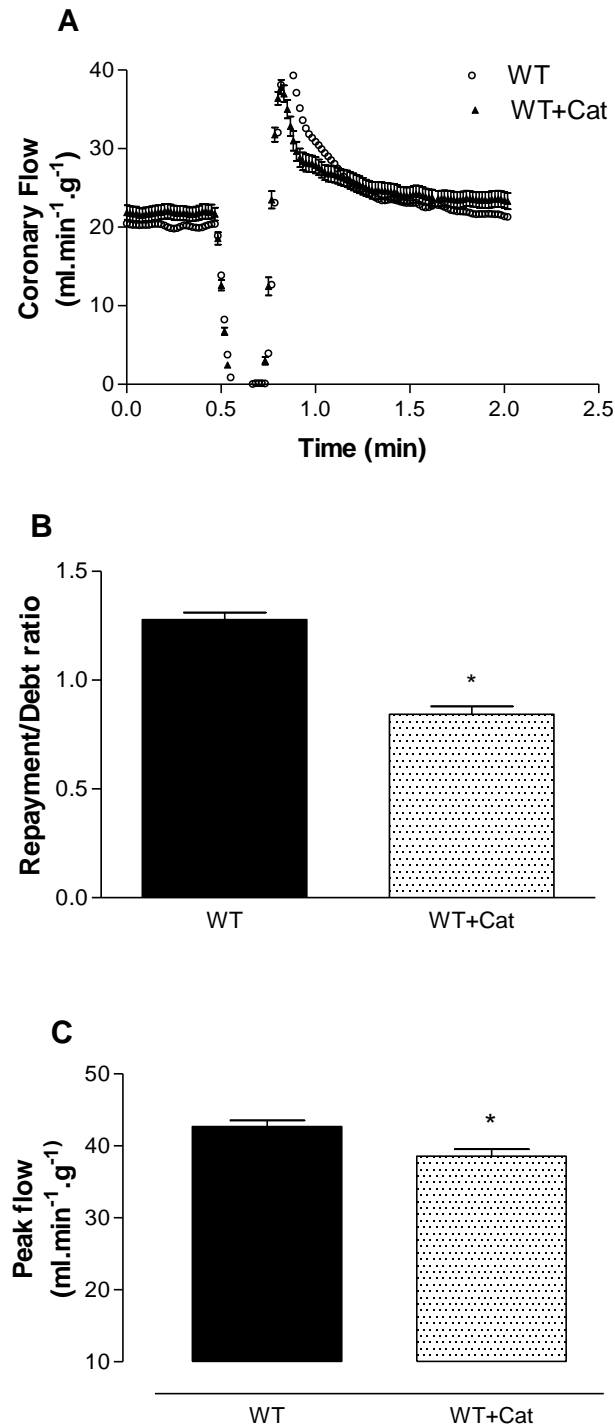 A
Coronary Flow
(ml.min⁻¹.g⁻¹)
40
30
20
10
0
WT
WT+Cat
0.0 0.5 1.0 1.5 2.0 2.5
Time (min)
B
Repayment/Debt ratio
1.5
1.0
0.5
0.0
*
WT WT+Cat
C
Peak flow
(ml.min⁻¹.g⁻¹)
50
40
30
20
10
*
WT WT+Cat